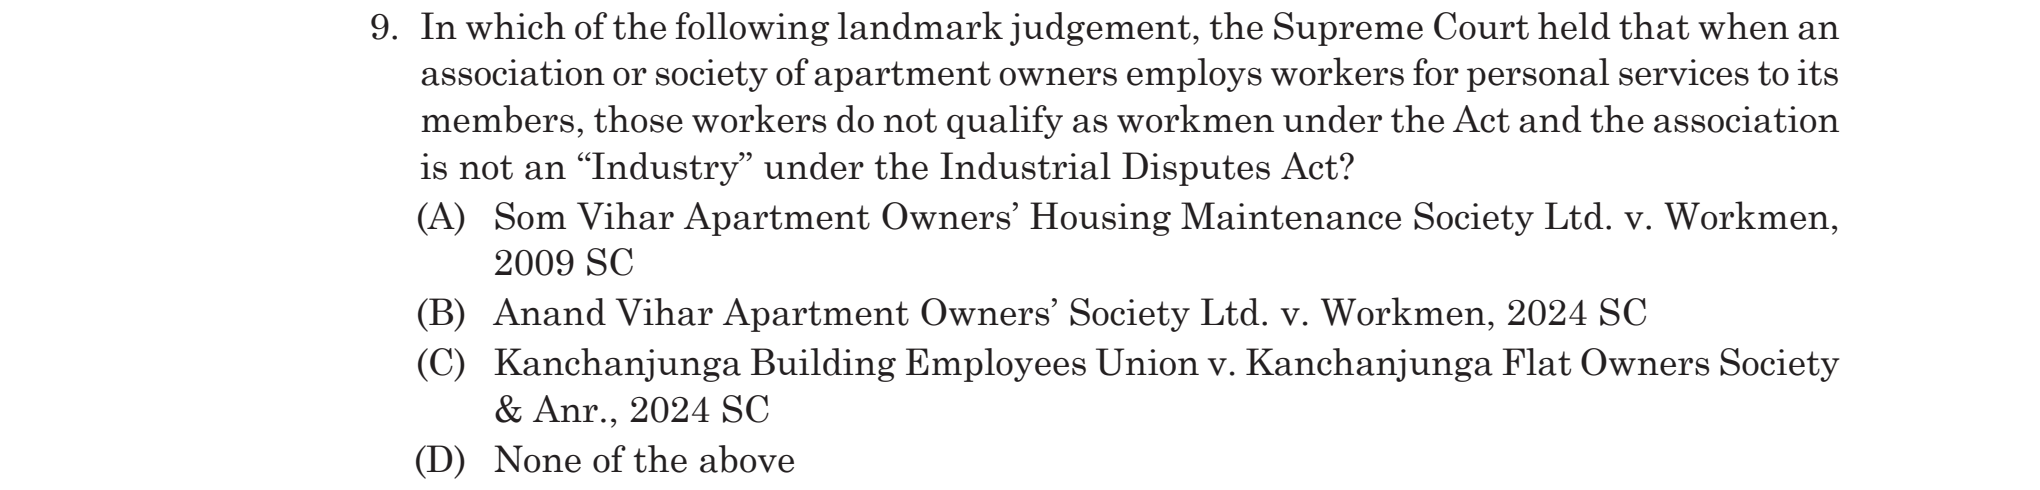 9. In which of the following landmark judgement, the Supreme Court held that when an
association or society of apartment owners employs workers for personal services to its
members, those workers do not qualify as workmen under the Act and the association
is not an “Industry” under the Industrial Disputes Act?
(A) Som Vihar Apartment Owners’ Housing Maintenance Society Ltd. v. Workmen,
2009 SC
(B) Anand Vihar Apartment Owners’ Society Ltd. v. Workmen, 2024 SC
(C) Kanchanjunga Building Employees Union v. Kanchanjunga Flat Owners Society
& Anr., 2024 SC
(D) None of the above